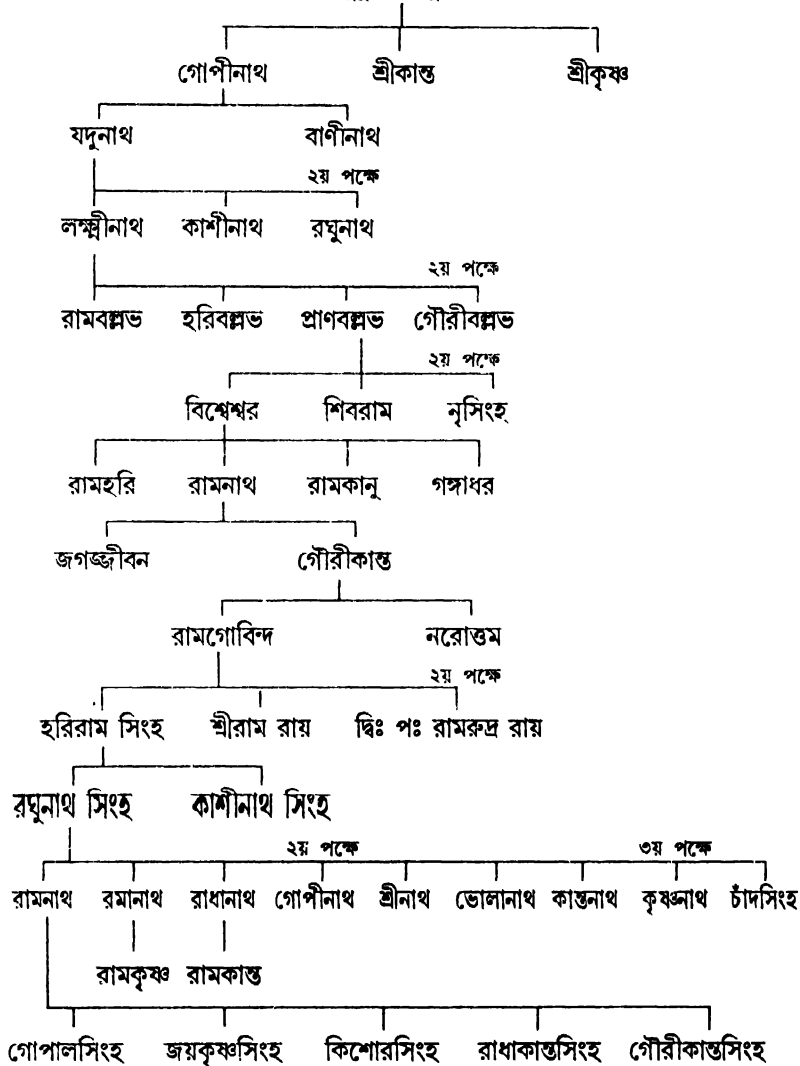 গোপীনাথ শ্রীকান্ত শ্রীকৃষ্ণ
যদুনাথ বাণীনাথ
২য় পক্ষে
লক্ষ্মীনাথ কাশীনাথ রঘুনাথ
২য় পক্ষে
রামবল্লভ হরিবল্লভ প্রাণবল্লভ গৌরীবল্লভ
২য় পক্ষে
বিশ্বেশ্বর শিবরাম নৃসিংহ
রামহরি রামনাথ রামকানু গঙ্গাধর
জগজ্জীবন গৌরীকান্ত
রামগোবিন্দ নরোত্তম
২য় পক্ষে
হরিরাম সিংহ শ্রীরাম রায় দ্বিঃ পঃ রামরুদ্র রায়
রঘুনাথ সিংহ কাশীনাথ সিংহ
২য় পক্ষে ৩য় পক্ষে
রামনাথ রমানাথ রাধানাথ গোপীনাথ শ্রীনাথ ভোলানাথ কান্তনাথ কৃষ্ণনাথ চাঁদসিংহ
রামকৃষ্ণ রামকান্ত
গোপালসিংহ জয়কৃষ্ণসিংহ কিশোরসিংহ রাধাকান্তসিংহ গৌরীকান্তসিংহ